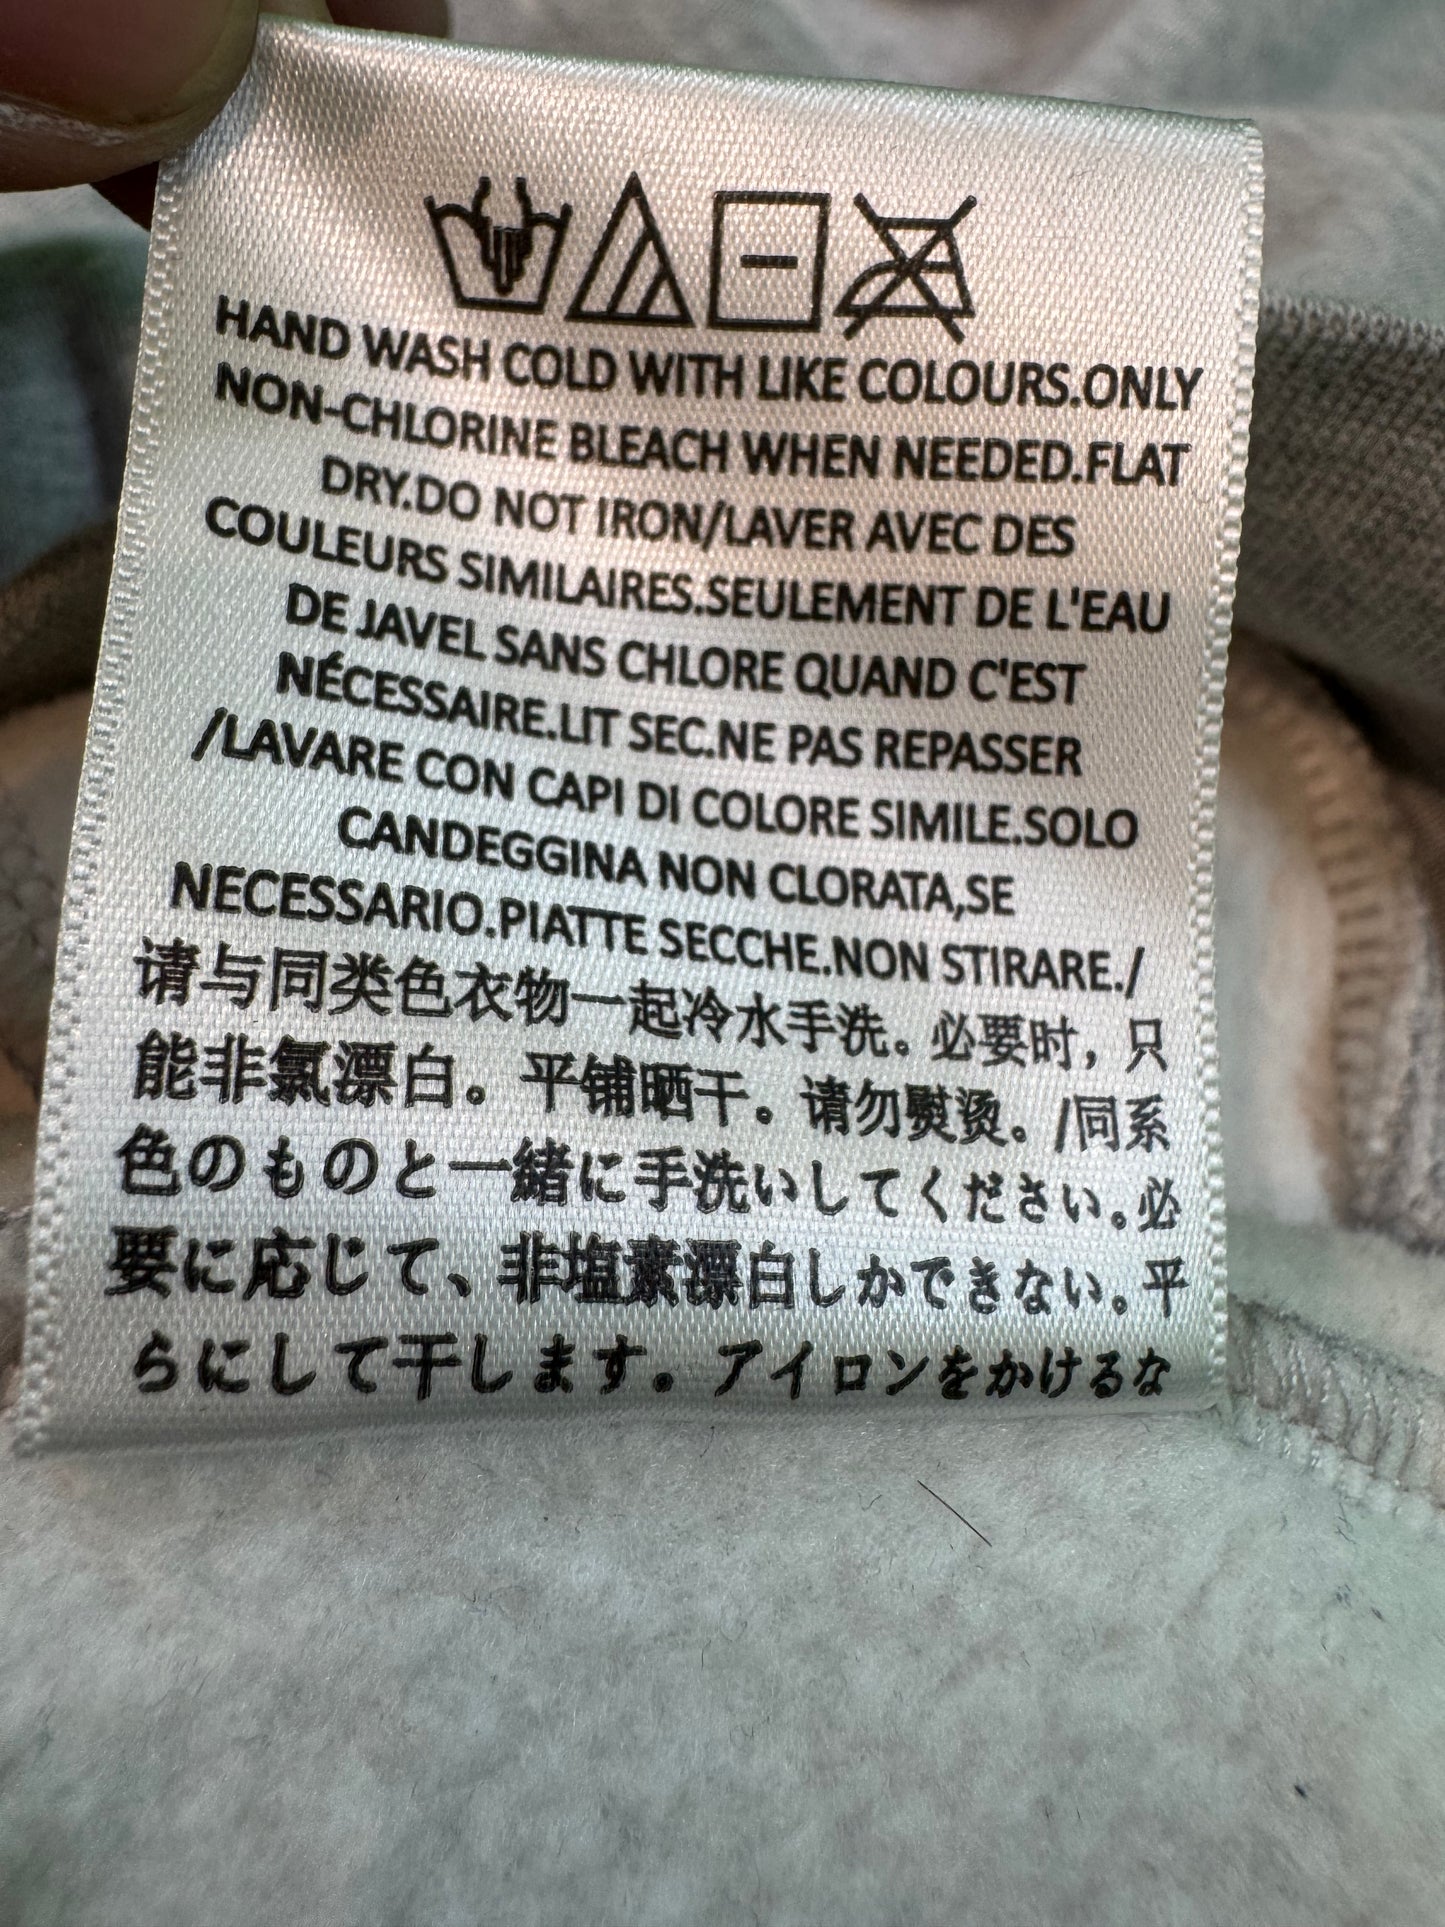 HAND WASH COLD WITH LIKE COLOURS.ONLY
NON-CHLORINE BLEACH WHEN NEEDED.FLAT
DRY.DO NOT IRON/LAVER AVEC DES
COULEURS SIMILAIRES.SEULEMENT DE L'EAU
DE JAVEL SANS CHLORE QUAND C'EST
NÉCESSAIRE.LIT SEC.NE PAS REPASSER
/LAVARE CON CAPI DI COLORE SIMILE.SOLO
CANDEGGINA NON CLORATA,SE
NECESSARIO.PIATTE SECCHE.NON STIRARE./
请与同类色衣物一起冷水手洗。必要时，只
能非氯漂白。平铺晒干。请勿熨烫。/同系
色のものと一緒に手洗いしてください。必
要に応じて、非塩素漂白しかできない。平
らにして干します。アイロンをかけるな